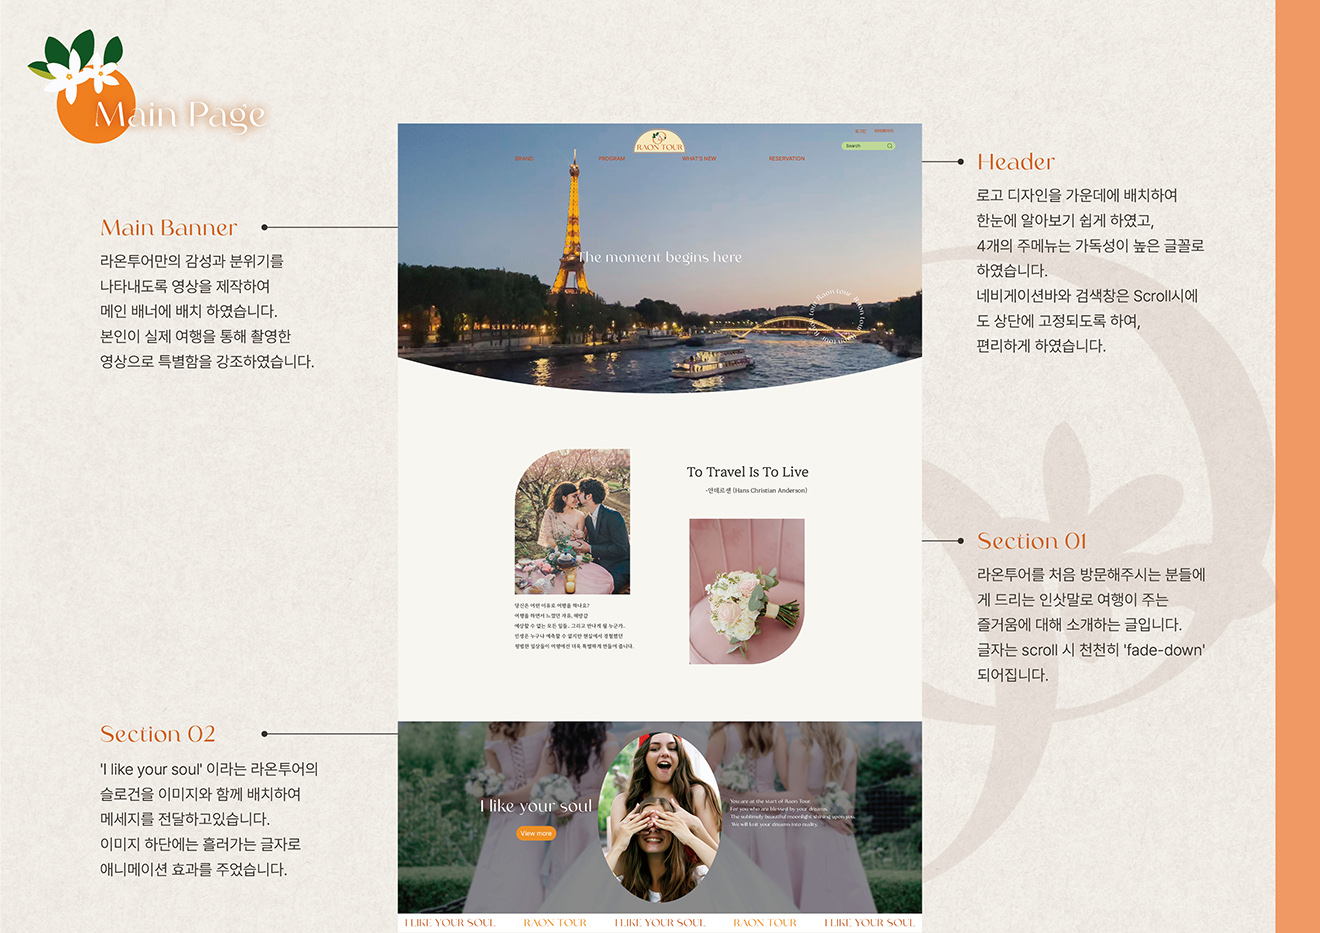 Main Page
Main Banner
라온투어만의 감성과 분위기를
나타내도록 영상을 제작하여
메인 배너에 배치 하였습니다.
본인이 실제 여행을 통해 촬영한
영상으로 특별함을 강조하였습니다.
RAON TOUR
로그인 마이페이지
Search
BRAND PROGRAM WHAT'S NEW RESERVATION
The moment begins here
Raon tour Raon tour Raon tour
Header
로고 디자인을 가운데에 배치하여
한눈에 알아보기 쉽게 하였고,
4개의 주메뉴는 가독성이 높은 글꼴로
하였습니다.
네비게이션바와 검색창은 Scroll시에
도 상단에 고정되도록 하여,
편리하게 하였습니다.
To Travel Is To Live
-안데르센 (Hans Christian Anderson)
당신은 어떤 이유로 여행을 하나요?
여행을 하면서 느꼈던 자유, 해방감
예상할 수 없는 모든 일들.. 그리고 만나게 될 누군가..
인생은 누구나 예측할 수 없지만 현실에서 경험했던
평범한 일상들이 여행에선 더욱 특별하게 만들어 줍니다.
Section 01
라온투어를 처음 방문해주시는 분들에
게 드리는 인삿말로 여행이 주는
즐거움에 대해 소개하는 글입니다.
글자는 scroll 시 천천히 'fade-down'
되어집니다.
Section 02
'I like your soul' 이라는 라온투어의
슬로건을 이미지와 함께 배치하여
메세지를 전달하고있습니다.
이미지 하단에는 흘러가는 글자로
애니메이션 효과를 주었습니다.
I like your soul
View more
You are at the start of Raon Tour.
For you who are blessed by your dreams.
The sublimely beautiful moonlight shining upon you.
We will knit your dreams into reality.
I LIKE YOUR SOUL RAON TOUR I LIKE YOUR SOUL RAON TOUR I LIKE YOUR SOUL